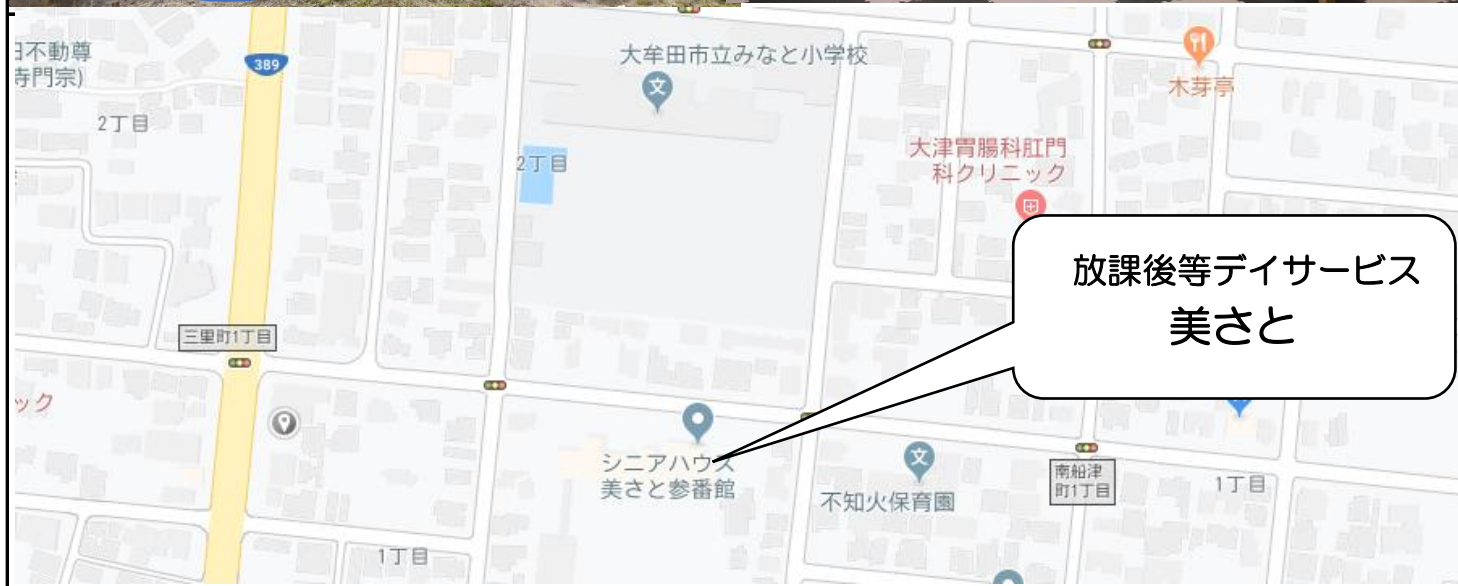 日不動尊
寺門宗)
389
2丁目
大牟田市立みなと小学校
文
木芽亭
2丁目
大津胃腸科肛門
科クリニック
放課後等デイサービス
美さと
三里町1丁目
ック
シニアハウス
美さと参番館
文
不知火保育園
南船津
町1丁目
1丁目
1丁目